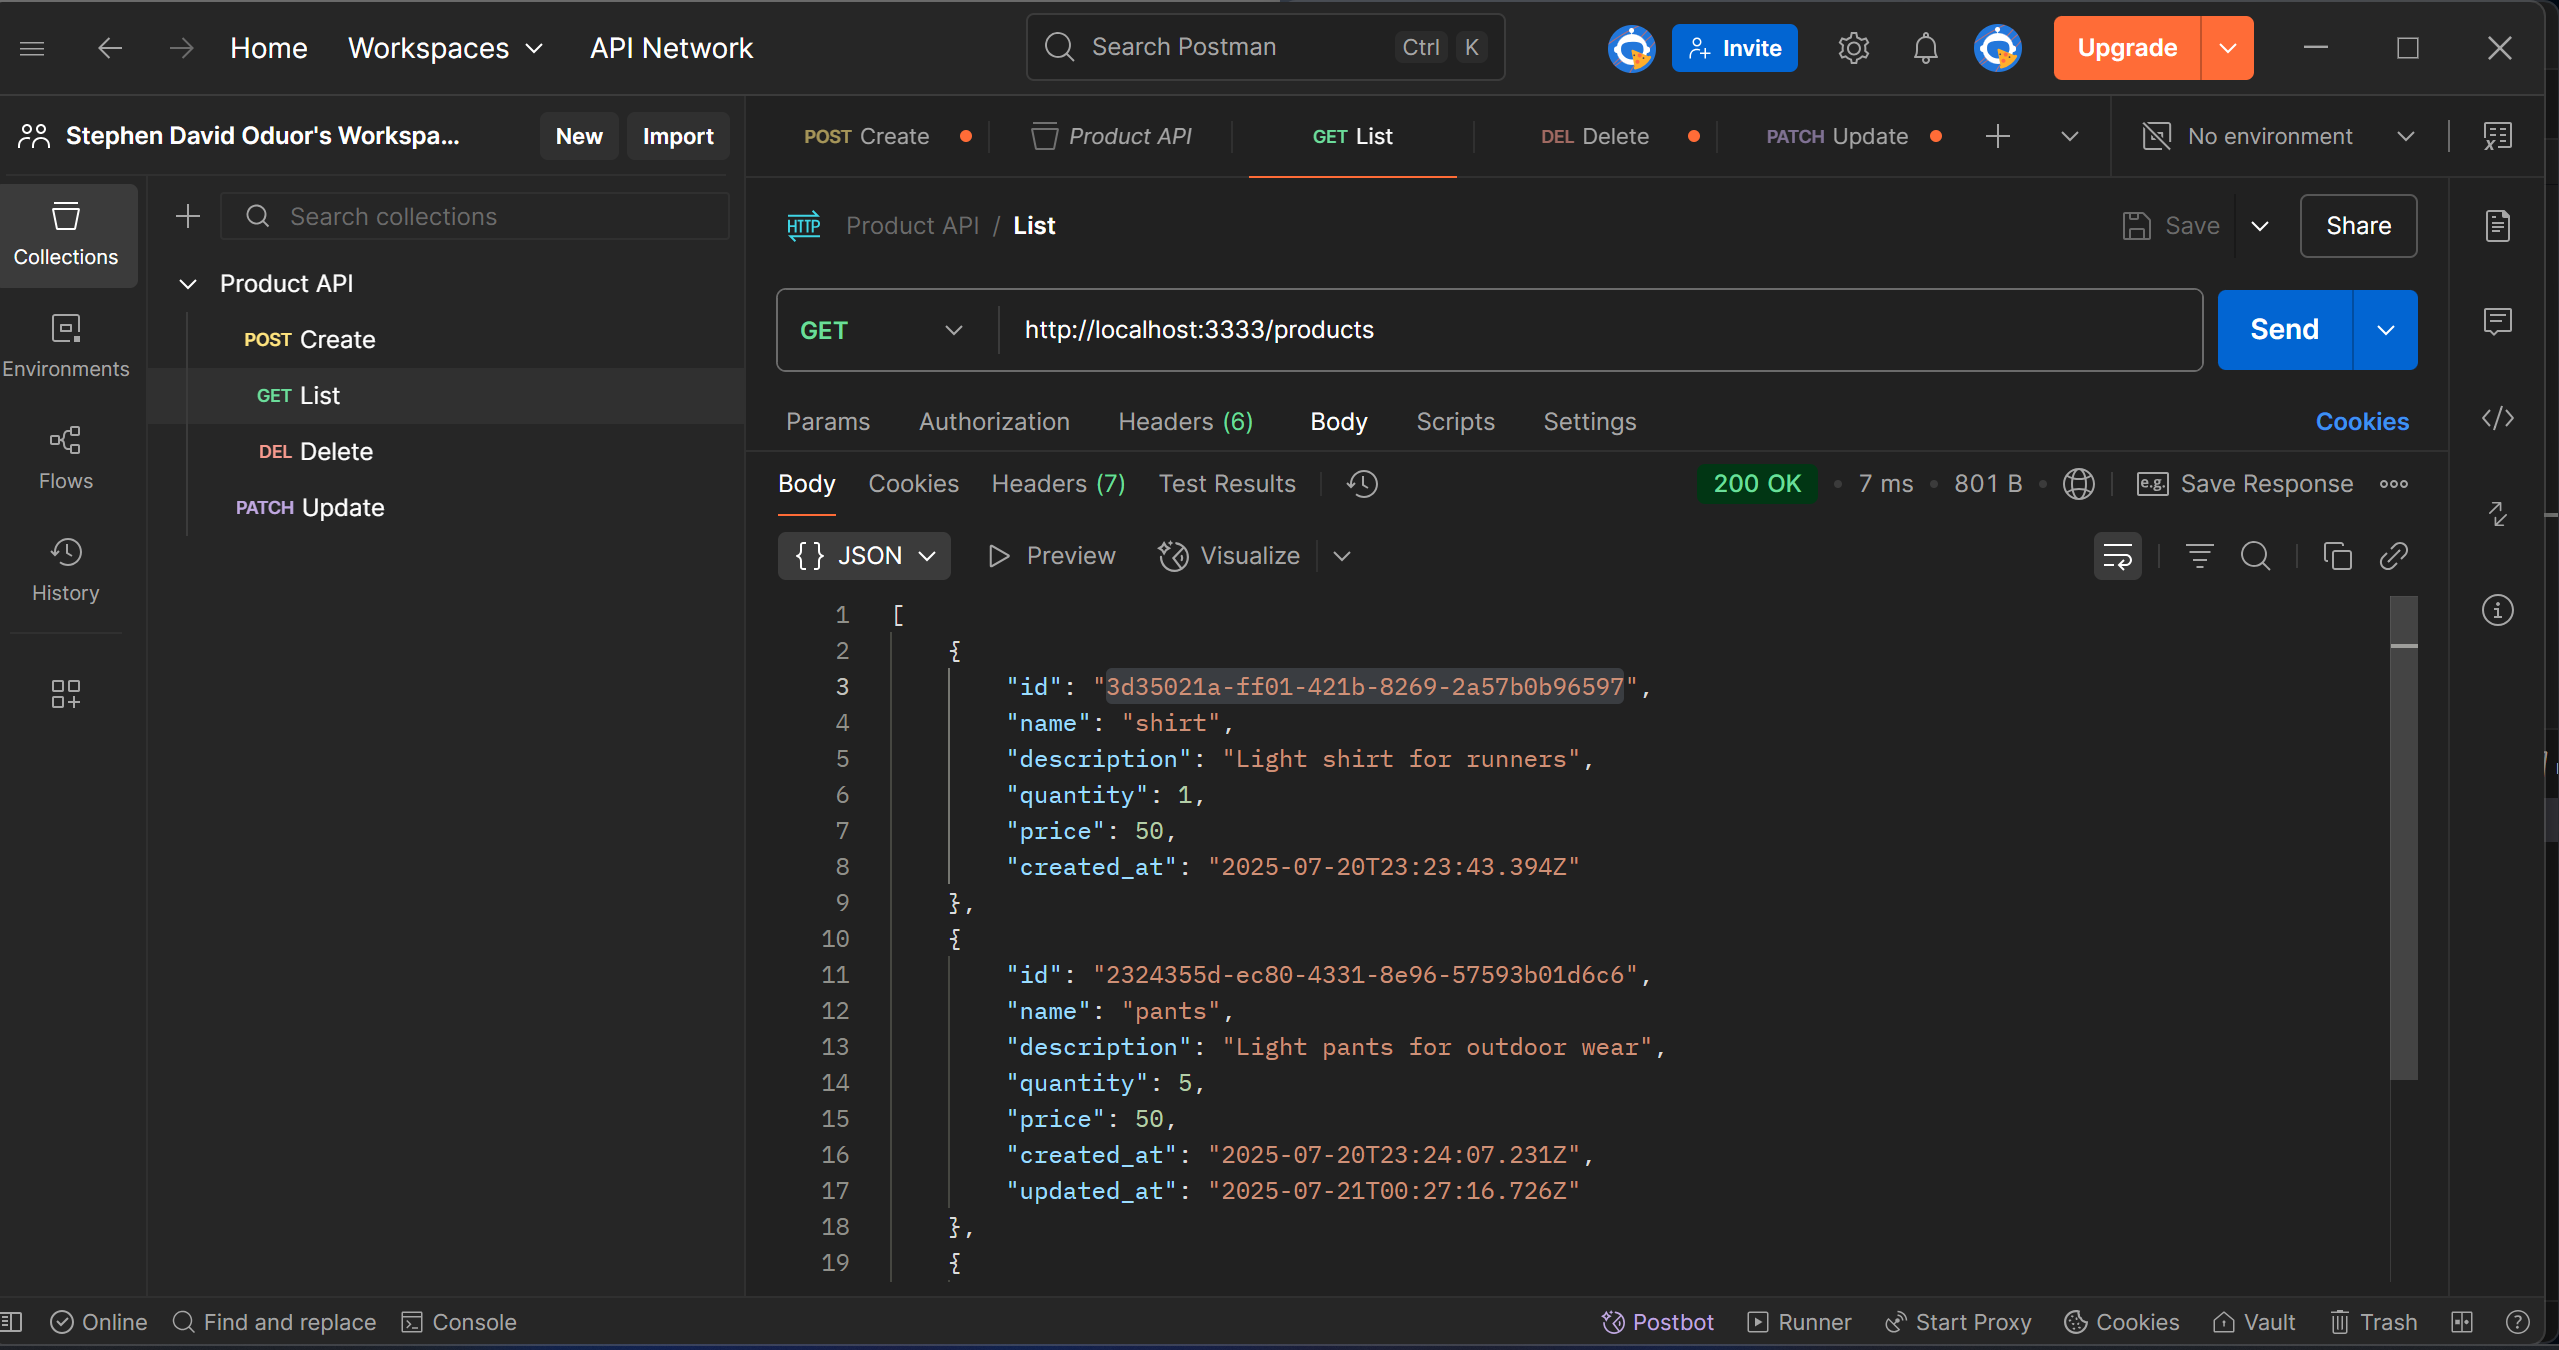 Home Workspaces API Network Search Postman Ctrl K Invite Upgrade
Stephen David Oduor's Workspa... New Import
POST Create Product API GET List DEL Delete PATCH Update No environment
Collections
Environments
Flows
History
Search collections
Product API
POST Create
GET List
DEL Delete
PATCH Update
HTTP Product API / List Save Share
GET http://localhost:3333/products Send
Params Authorization Headers (6) Body Scripts Settings Cookies
Body Cookies Headers (7) Test Results 200 OK • 7 ms • 801 B • e.g. Save Response
{} JSON Preview Visualize
1 [
2 {
3 "id": "3d35021a-ff01-421b-8269-2a57b0b96597",
4 "name": "shirt",
5 "description": "Light shirt for runners",
6 "quantity": 1,
7 "price": 50,
8 "created_at": "2025-07-20T23:23:43.394Z"
9 },
10 {
11 "id": "2324355d-ec80-4331-8e96-57593b01d6c6",
12 "name": "pants",
13 "description": "Light pants for outdoor wear",
14 "quantity": 5,
15 "price": 50,
16 "created_at": "2025-07-20T23:24:07.231Z",
17 "updated_at": "2025-07-21T00:27:16.726Z"
18 },
19 {
Online Find and replace Console Postbot Runner Start Proxy Cookies Vault Trash